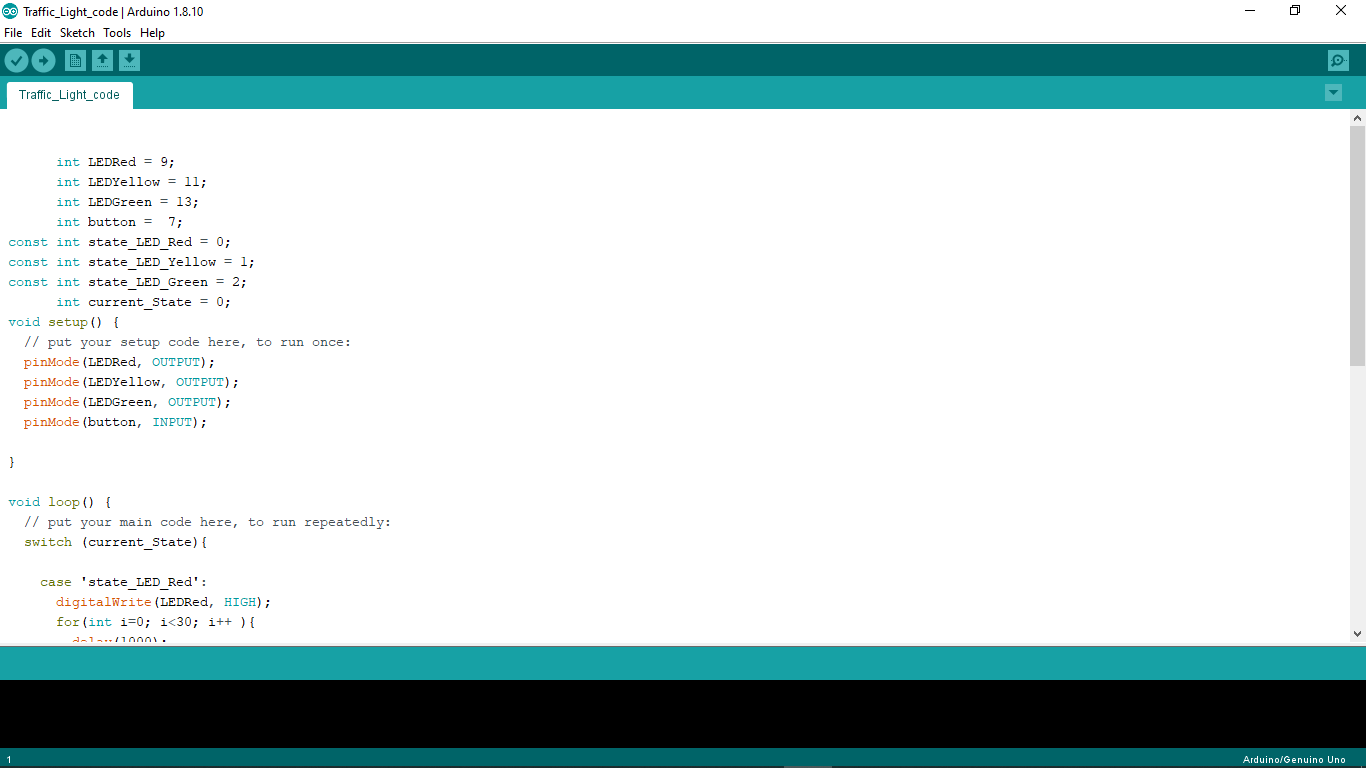 Traffic_Light_code | Arduino 1.8.10
File Edit Sketch Tools Help
Traffic_Light_code
int LEDRed = 9;
int LEDYellow = 11;
int LEDGreen = 13;
int button =  7;
const int state_LED_Red = 0;
const int state_LED_Yellow = 1;
const int state_LED_Green = 2;
int current_State = 0;
void setup() {
// put your setup code here, to run once:
pinMode(LEDRed, OUTPUT);
pinMode(LEDYellow, OUTPUT);
pinMode(LEDGreen, OUTPUT);
pinMode(button, INPUT);
}
void loop() {
// put your main code here, to run repeatedly:
switch (current_State){
case 'state_LED_Red':
digitalWrite(LEDRed, HIGH);
for(int i=0; i<30; i++ ){
delay(1000);
1
Arduino/Genuino Uno